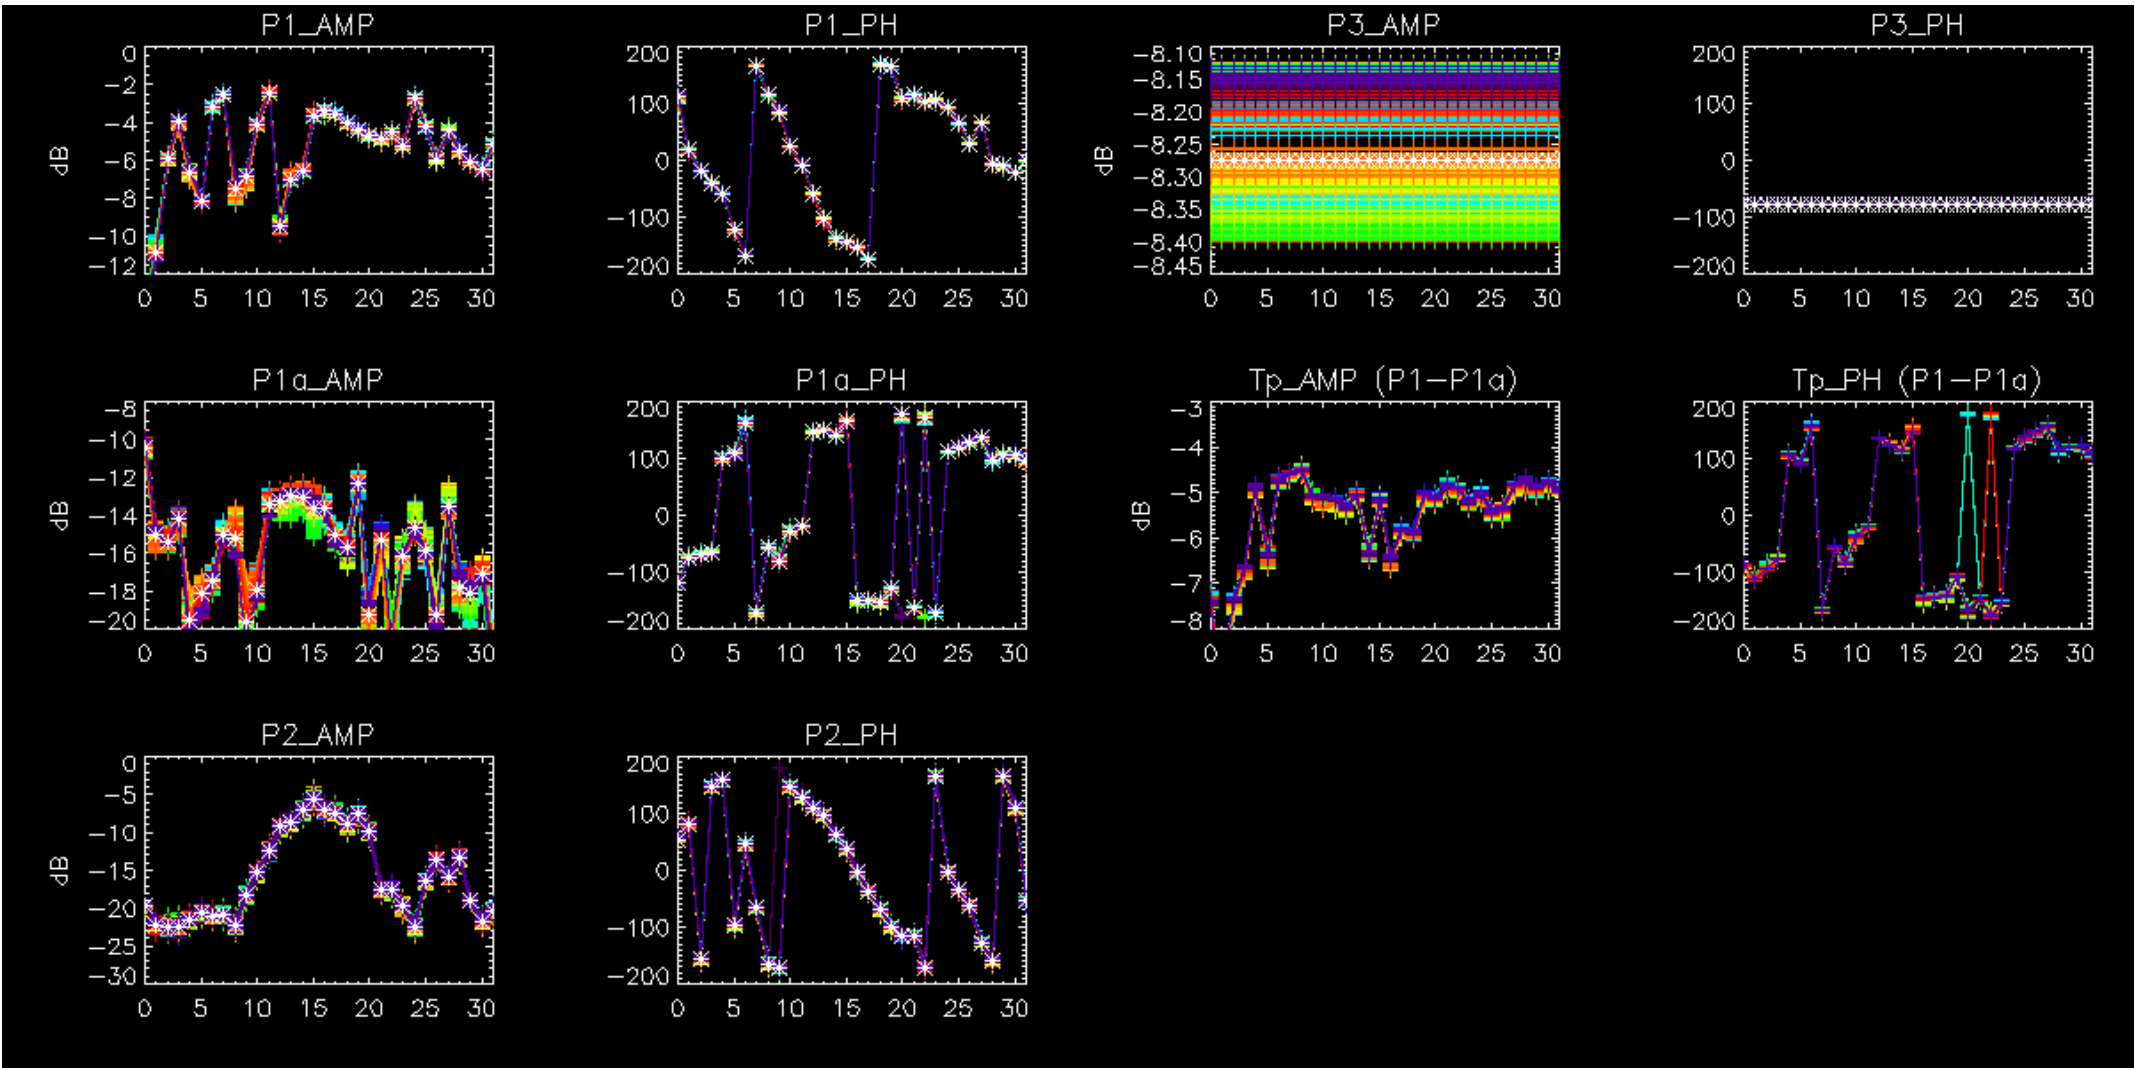 P1_AMP
0
−2
−4
−6
−8
−10
−12
dB
0 5 10 15 20 25 30
P1_PH
200
100
0
−100
−200
0 5 10 15 20 25 30
P3_AMP
−8.10
−8.15
−8.20
−8.25
−8.30
−8.35
−8.40
−8.45
dB
0 5 10 15 20 25 30
P3_PH
200
100
0
−100
−200
0 5 10 15 20 25 30
P1a_AMP
−8
−10
−12
−14
−16
−18
−20
dB
0 5 10 15 20 25 30
P1a_PH
200
100
0
−100
−200
0 5 10 15 20 25 30
Tp_AMP (P1−P1a)
−3
−4
−5
−6
−7
−8
dB
0 5 10 15 20 25 30
Tp_PH (P1−P1a)
200
100
0
−100
−200
0 5 10 15 20 25 30
P2_AMP
0
−5
−10
−15
−20
−25
−30
dB
0 5 10 15 20 25 30
P2_PH
200
100
0
−100
−200
0 5 10 15 20 25 30